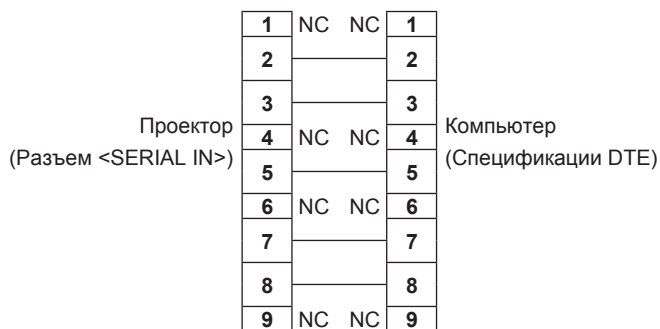 1 NC NC 1
2 2
3 3
Проектор
(Разъем <SERIAL IN>)
4 NC NC 4
Компьютер
(Спецификации DTE)
5 5
6 NC NC 6
7 7
8 8
9 NC NC 9